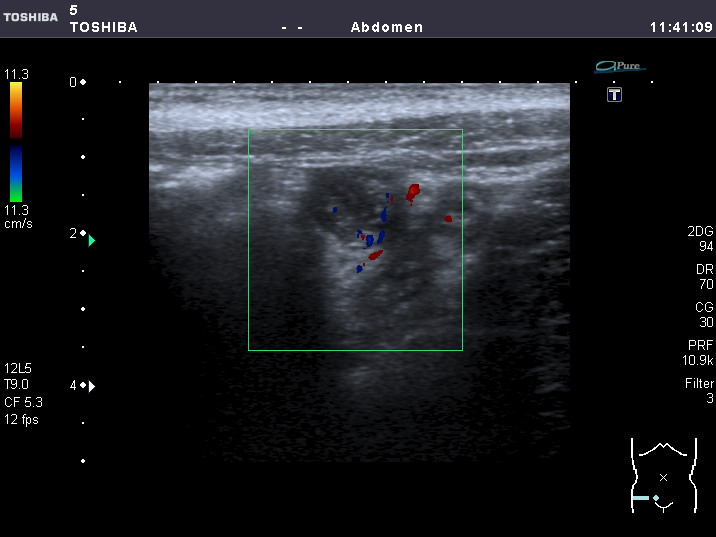 TOSHIBA
5
TOSHIBA
- -
Abdomen
11:41:09
11.3
11.3
cm/s
0
2
4
Pure
T
2DG
94
DR
70
CG
30
PRF
10.9k
Filter
3
12L5
T9.0
CF 5.3
12 fps